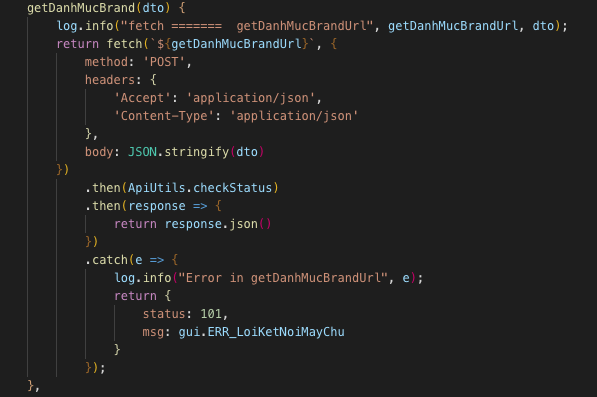 getDanhMucBrand(dto) {
log.info("fetch =======  getDanhMucBrandUrl", getDanhMucBrandUrl, dto);
return fetch(`${getDanhMucBrandUrl}`, {
method: 'POST',
headers: {
'Accept': 'application/json',
'Content-Type': 'application/json'
},
body: JSON.stringify(dto)
})
.then(ApiUtils.checkStatus)
.then(response => {
return response.json()
})
.catch(e => {
log.info("Error in getDanhMucBrandUrl", e);
return {
status: 101,
msg: gui.ERR_LoiKetNoiMayChu
}
});
},